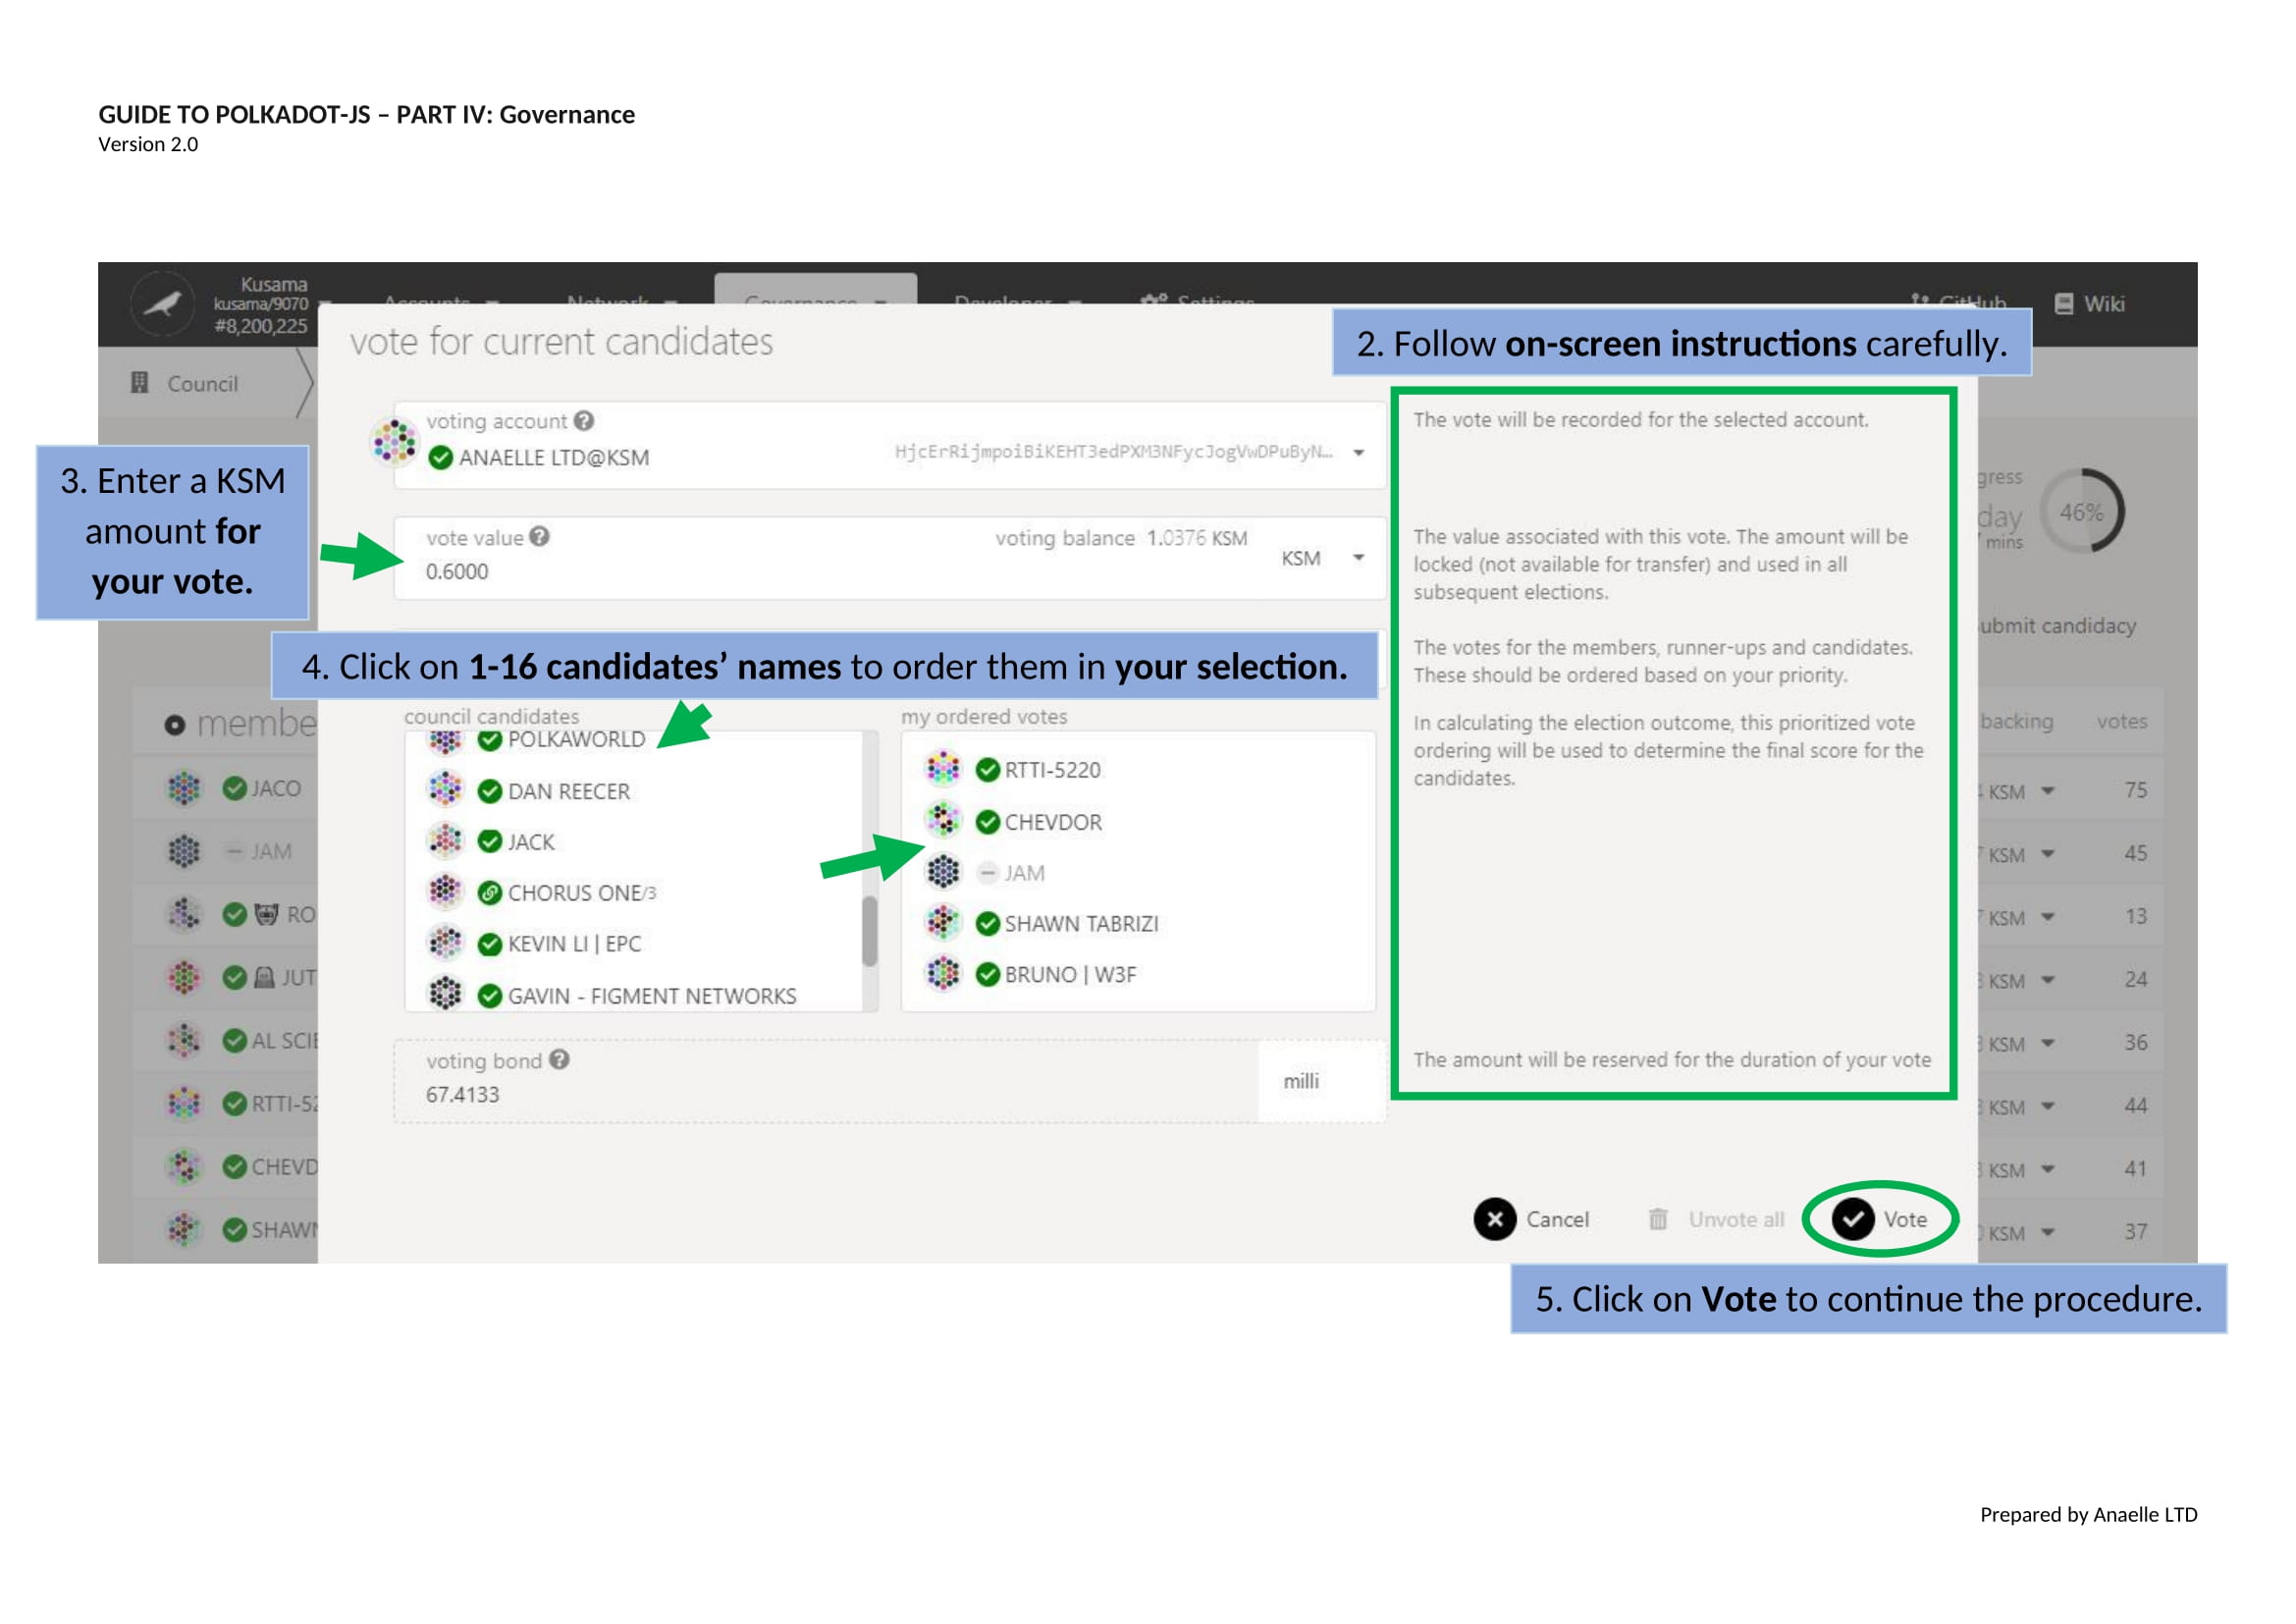 GUIDE TO POLKADOT-JS – PART IV: Governance
Version 2.0
Kusama
kusama/9070
#8,200,225
Accounts
Network
Governance
Developer
Settings
GitHub
Wiki
Council
vote for current candidates
2. Follow on-screen instructions carefully.
voting account
ANAELLE LTD@KSM
HjcErRijmpoiBiKEHT3edPXM3NFycJogVwDPuByN…
The vote will be recorded for the selected account.
3. Enter a KSM
amount for
your vote.
vote value
0.6000
voting balance 1.0376 KSM
KSM
The value associated with this vote. The amount will be
locked (not available for transfer) and used in all
subsequent elections.
gress
day
mins
46%
ubmit candidacy
4. Click on 1-16 candidates’ names to order them in your selection.
The votes for the members, runner-ups and candidates.
These should be ordered based on your priority.
In calculating the election outcome, this prioritized vote
ordering will be used to determine the final score for the
candidates.
council candidates
POLKAWORLD
DAN REECER
JACK
CHORUS ONE/3
KEVIN LI | EPC
GAVIN - FIGMENT NETWORKS
my ordered votes
RTTI-5220
CHEVDOR
JAM
SHAWN TABRIZI
BRUNO | W3F
voting bond
67.4133
milli
The amount will be reserved for the duration of your vote
membe
JACO
JAM
RO
JUT
AL SCIE
RTTI-52
CHEVD
SHAWN
backing votes
KSM 75
KSM 45
KSM 13
KSM 24
KSM 36
KSM 44
KSM 41
KSM 37
Cancel
Unvote all
Vote
5. Click on Vote to continue the procedure.
Prepared by Anaelle LTD